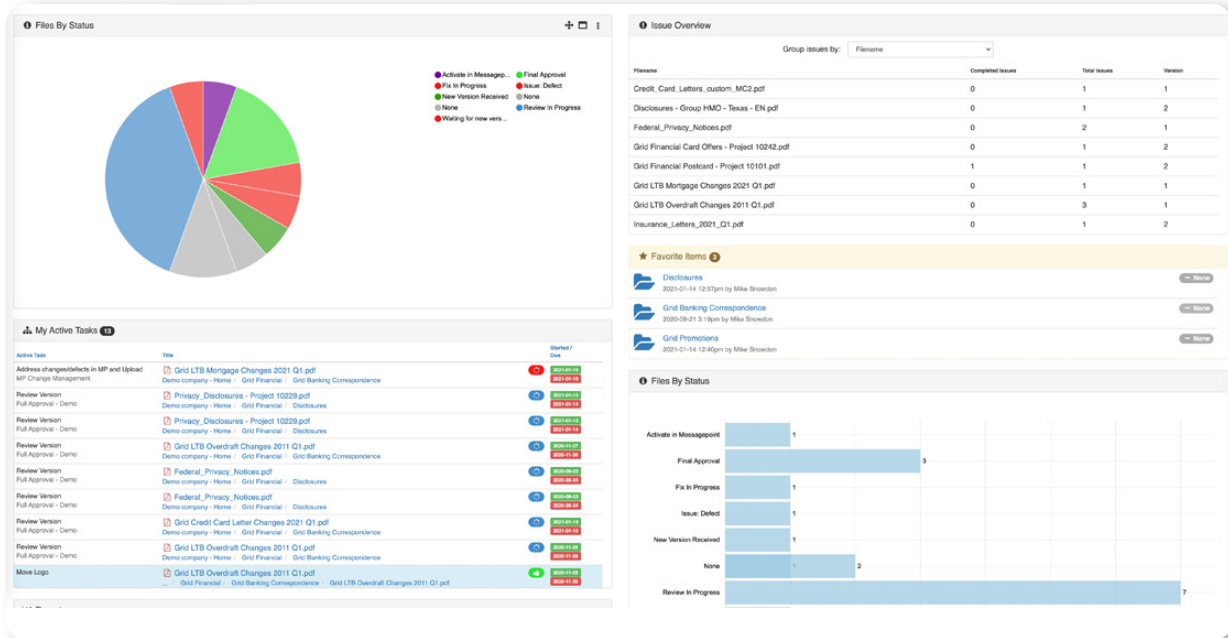 Files By Status
Activate in Messagep...
Final Approval
Fix In Progress
Issue: Defect
New Version Received
None
None
Review In Progress
Waiting for new vers...
My Active Tasks 13
Active Task Title Started / Due
Address changes/defects in MP and Upload Grid LTB Mortgage Changes 2021 Q1.pdf
MP Change Management Demo company - Home / Grid Financial / Grid Banking Correspondence
Review Version Privacy_Disclosures - Project 10229.pdf
Full Approval - Demo Demo company - Home / Grid Financial / Disclosures
Review Version Privacy_Disclosures - Project 10229.pdf
Full Approval - Demo Demo company - Home / Grid Financial / Disclosures
Review Version Grid LTB Overdraft Changes 2011 Q1.pdf
Full Approval - Demo Demo company - Home / Grid Financial / Grid Banking Correspondence
Review Version Federal_Privacy_Notices.pdf
Full Approval - Demo Demo company - Home / Grid Financial / Disclosures
Review Version Federal_Privacy_Notices.pdf
Full Approval - Demo Demo company - Home / Grid Financial / Disclosures
Review Version Grid Credit Card Letter Changes 2021 Q1.pdf
Full Approval - Demo Demo company - Home / Grid Financial / Grid Banking Correspondence
Review Version Grid LTB Overdraft Changes 2011 Q1.pdf
Full Approval - Demo Demo company - Home / Grid Financial / Grid Banking Correspondence
Move Logo Grid LTB Overdraft Changes 2011 Q1.pdf
... / Grid Financial / Grid Banking Correspondence / Grid LTB Overdraft Changes 2011 Q1.pdf
Issue Overview
Group issues by: Filename
Filename Completed Issues Total Issues Version
Credit_Card_Letters_custom_MC2.pdf 0 1 1
Disclosures - Group HMO - Texas - EN.pdf 0 1 2
Federal_Privacy_Notices.pdf 0 2 1
Grid Financial Card Offers - Project 10242.pdf 0 1 2
Grid Financial Postcard - Project 10101.pdf 1 1 2
Grid LTB Mortgage Changes 2021 Q1.pdf 0 1 1
Grid LTB Overdraft Changes 2011 Q1.pdf 0 3 1
Insurance_Letters_2021_Q1.pdf 0 1 2
Favorite Items 3
Disclosures None
2021-01-14 12:57pm by Mike Snowdon
Grid Banking Correspondence None
2020-09-21 3:19pm by Mike Snowdon
Grid Promotions None
2021-01-14 12:40pm by Mike Snowdon
Files By Status
Activate in Messagepoint 1
Final Approval 3
Fix In Progress 1
Issue: Defect 1
New Version Received 1
None 1 2
Review In Progress 7